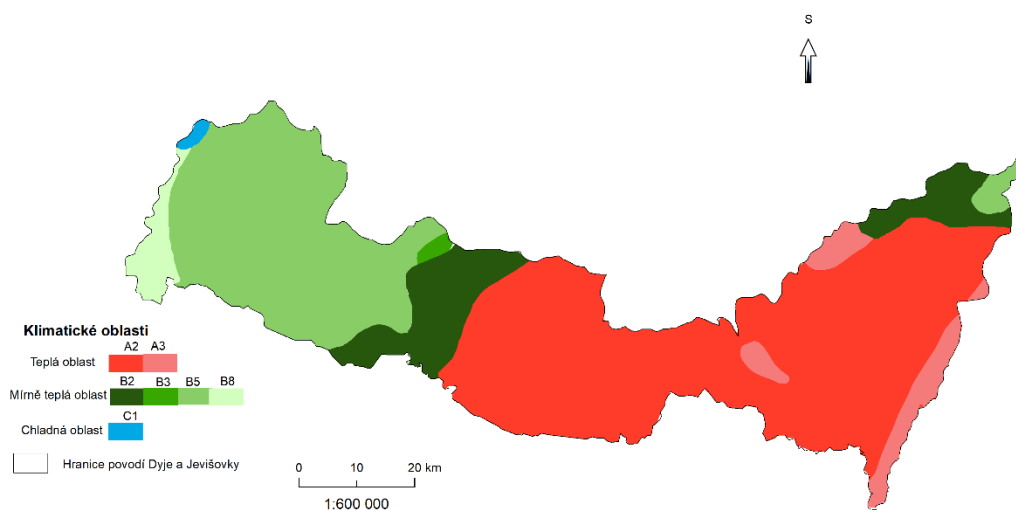 S
Klimatické oblasti
A2 A3
Teplá oblast
B2 B3 B5 B8
Mírně teplá oblast
C1
Chladná oblast
Hranice povodí Dyje a Jevišovky
0 10 20 km
1:600 000